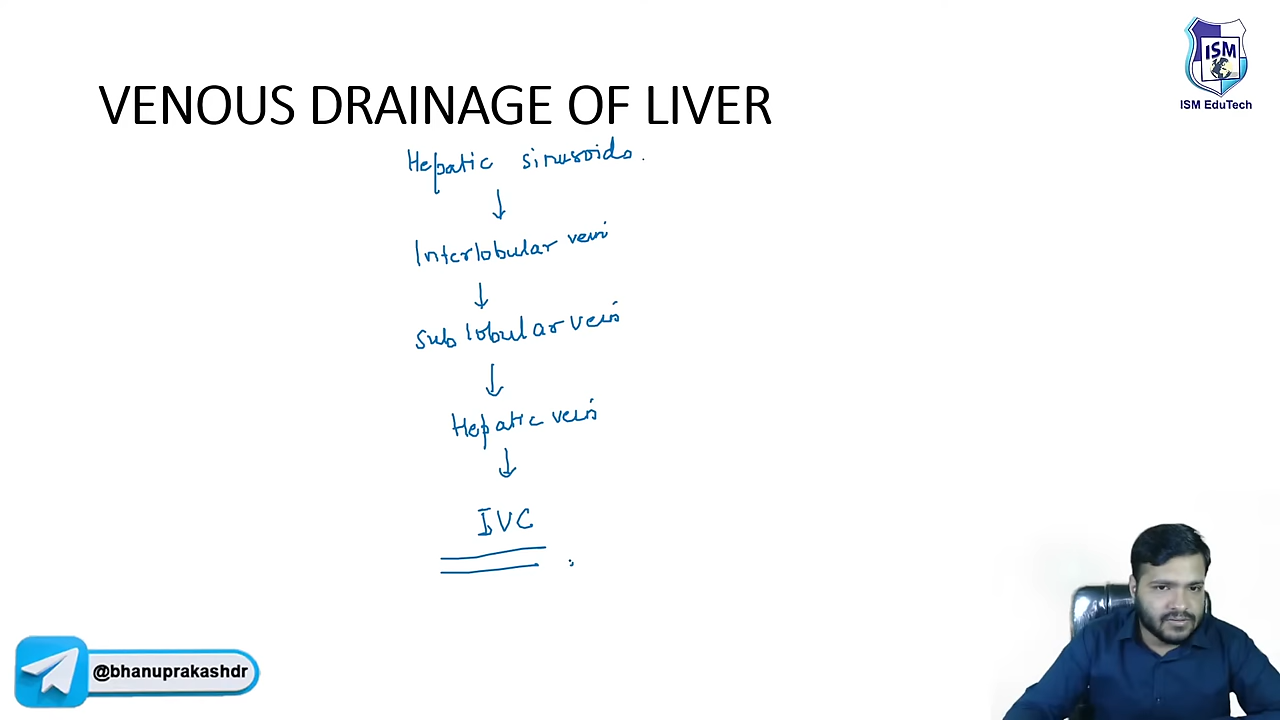 ISM
ISM EduTech
VENOUS DRAINAGE OF LIVER
Hepatic sinusoids.
↓
Interlobular vein
↓
Sublobular vein
↓
Hepatic vein
↓
IVC
@bhanuprakashdr